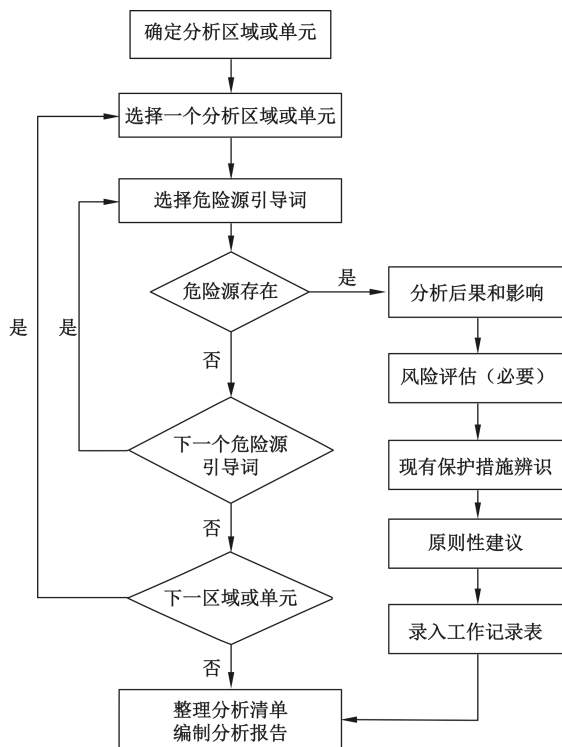 确定分析区域或单元
选择一个分析区域或单元
选择危险源引导词
危险源存在
是
分析后果和影响
是
是
否
风险评估（必要）
下一个危险源
引导词
现有保护措施辨识
否
原则性建议
下一区域或单元
录入工作记录表
否
整理分析清单
编制分析报告